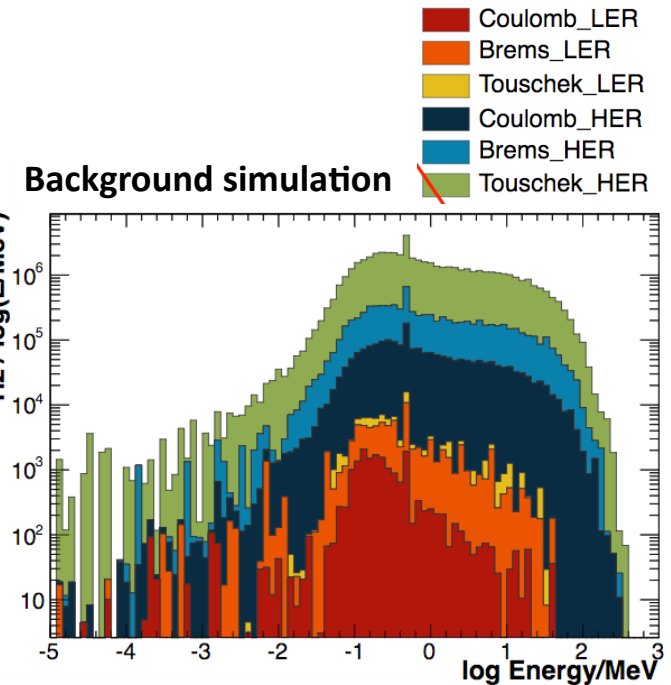 Coulomb_LER
Brems_LER
Touschek_LER
Coulomb_HER
Brems_HER
Background simulation
Touschek_HER
10⁶
10⁵
10⁴
10³
10²
10
-5 -4 -3 -2 -1 0 1 2 3
log Energy/MeV